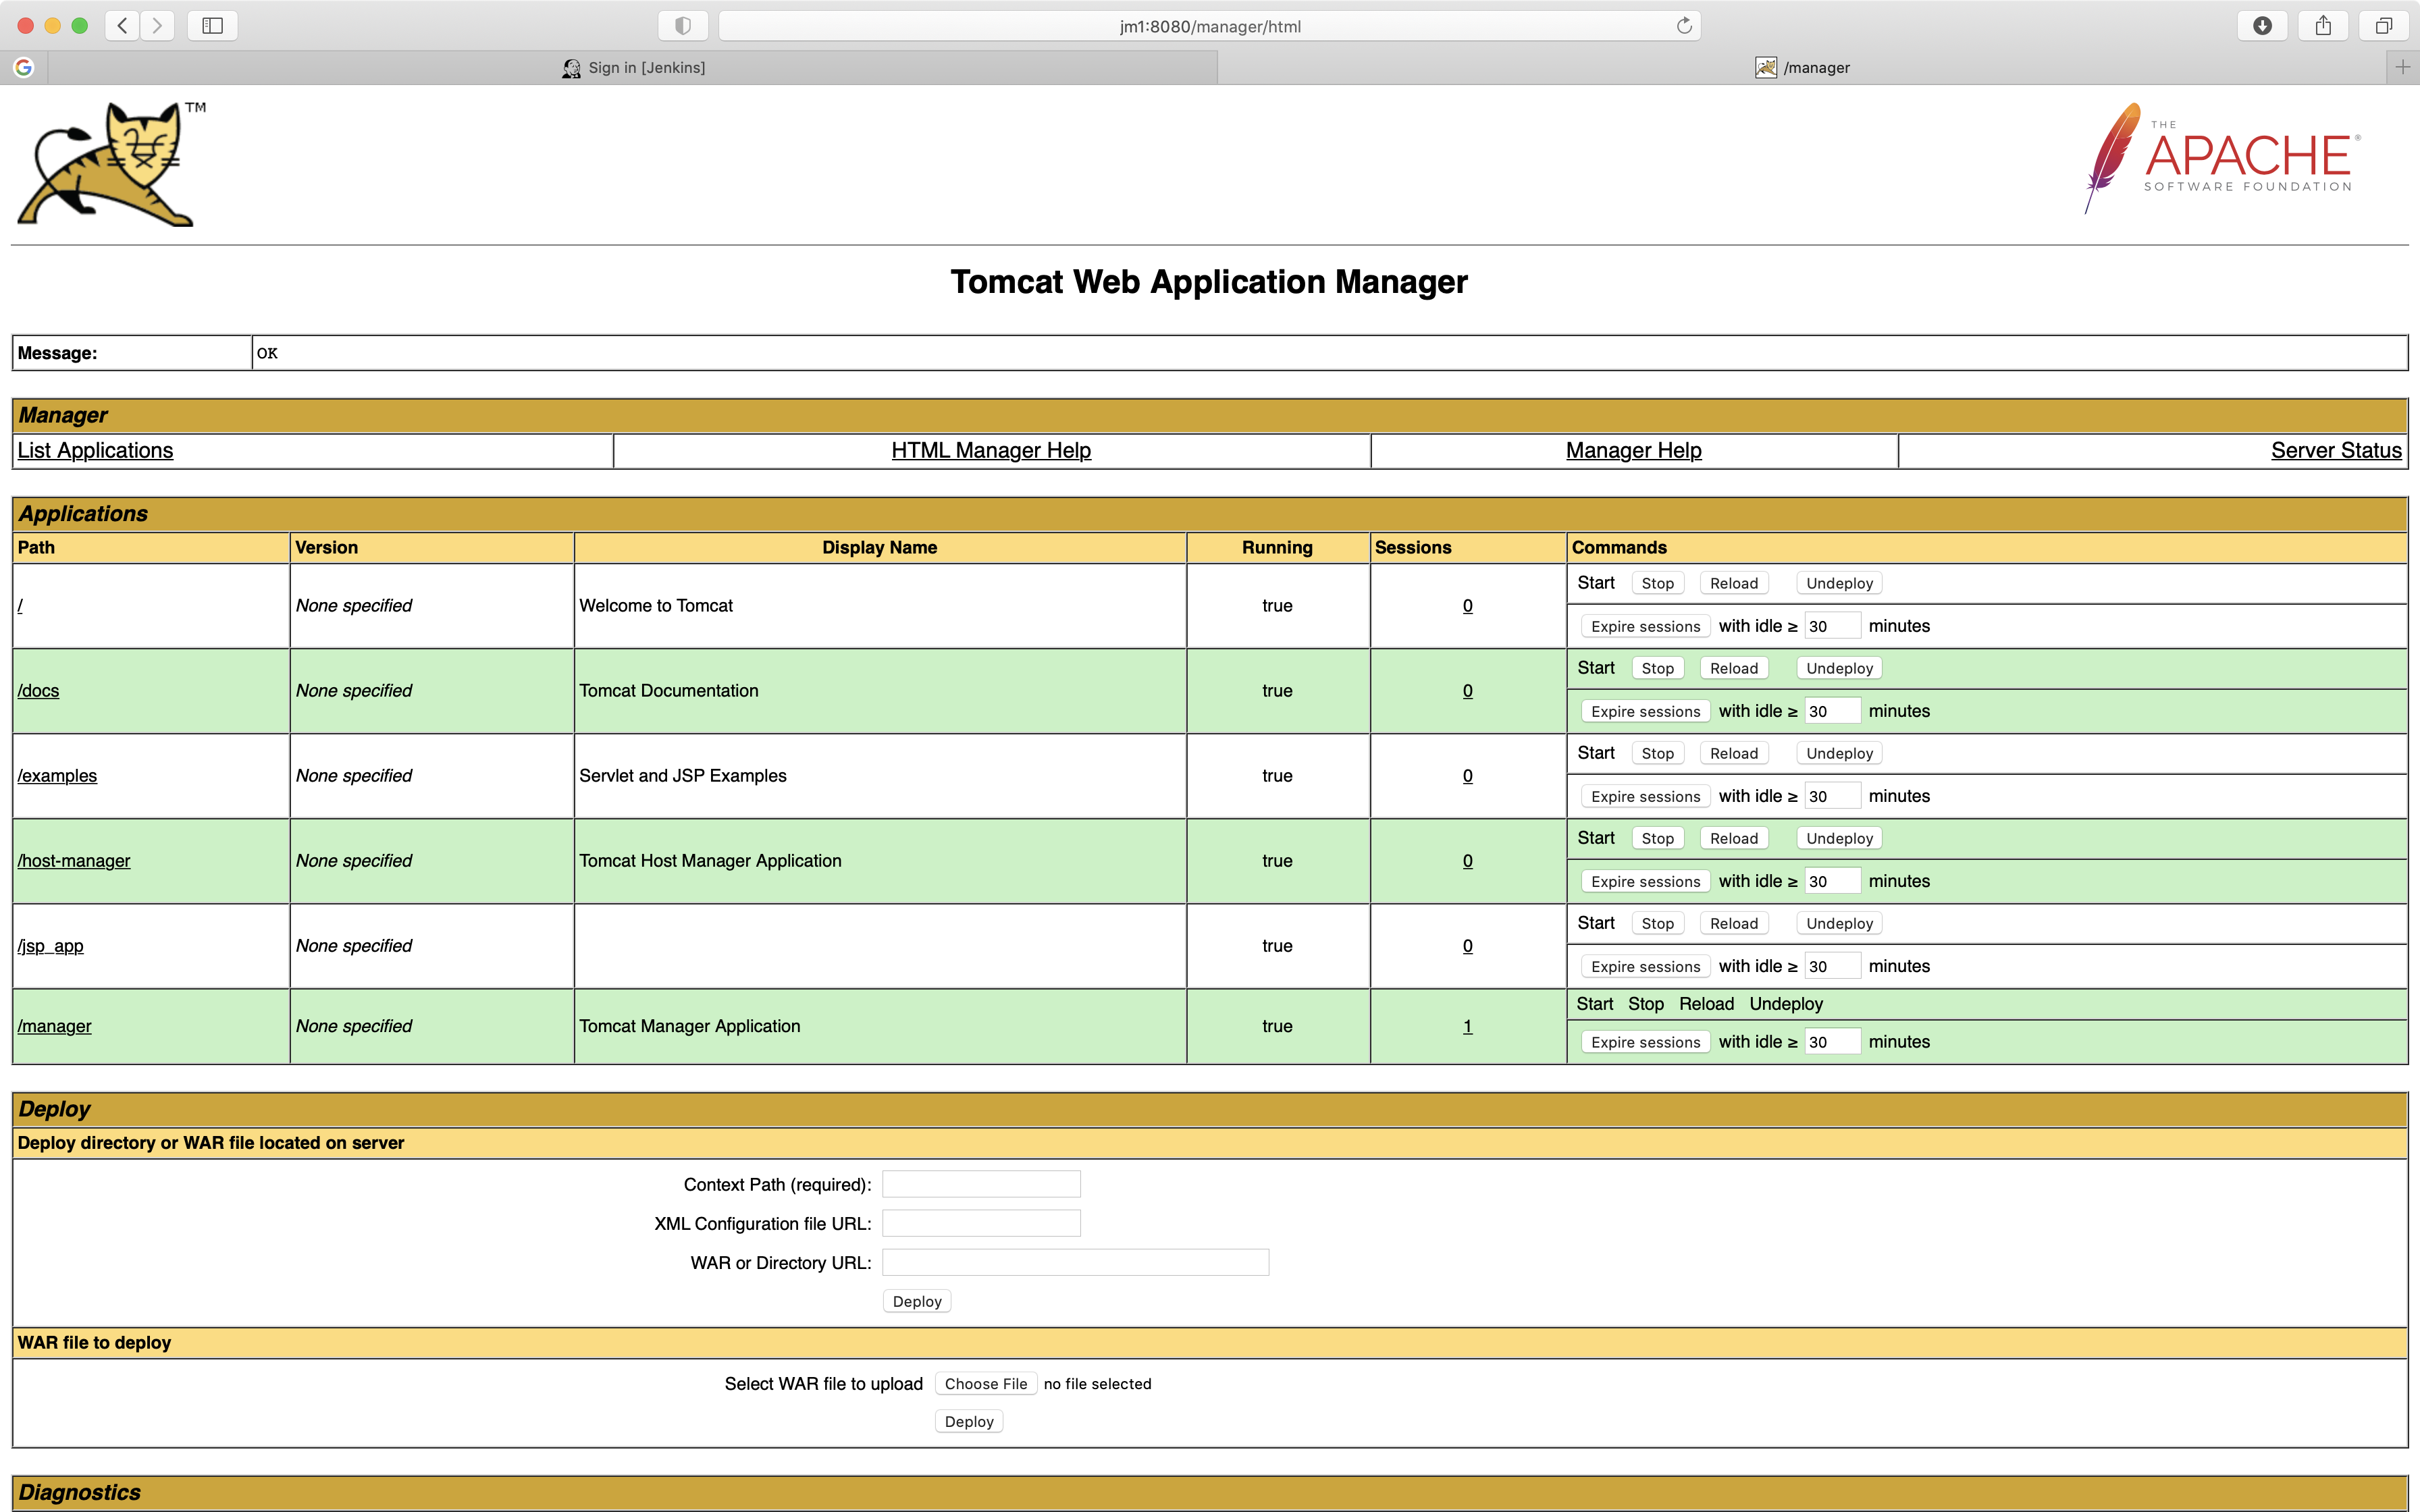 jm1:8080/manager/html
Sign in [Jenkins]
/manager
TM
THE
APACHE®
SOFTWARE FOUNDATION
Tomcat Web Application Manager
Message: OK
Manager
List Applications HTML Manager Help Manager Help Server Status
Applications
Path Version Display Name Running Sessions Commands
/ None specified Welcome to Tomcat true 0 Start Stop Reload Undeploy
Expire sessions with idle ≥ 30 minutes
/docs None specified Tomcat Documentation true 0 Start Stop Reload Undeploy
Expire sessions with idle ≥ 30 minutes
/examples None specified Servlet and JSP Examples true 0 Start Stop Reload Undeploy
Expire sessions with idle ≥ 30 minutes
/host-manager None specified Tomcat Host Manager Application true 0 Start Stop Reload Undeploy
Expire sessions with idle ≥ 30 minutes
/jsp_app None specified true 0 Start Stop Reload Undeploy
Expire sessions with idle ≥ 30 minutes
/manager None specified Tomcat Manager Application true 1 Start Stop Reload Undeploy
Expire sessions with idle ≥ 30 minutes
Deploy
Deploy directory or WAR file located on server
Context Path (required):
XML Configuration file URL:
WAR or Directory URL:
Deploy
WAR file to deploy
Select WAR file to upload Choose File no file selected
Deploy
Diagnostics